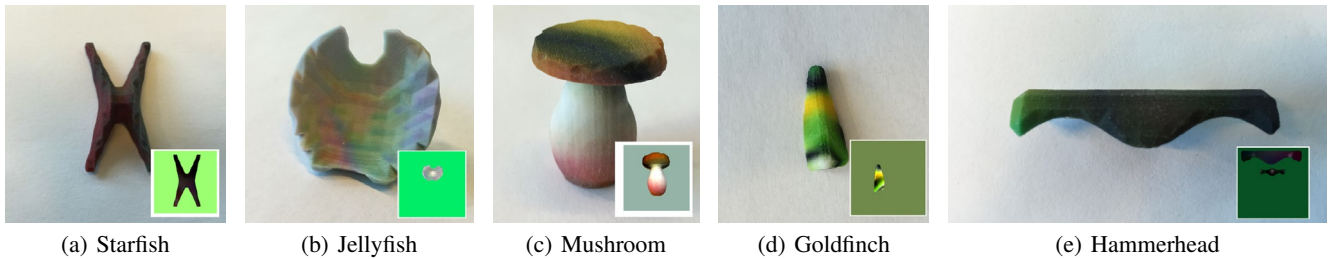 (a) Starfish
(b) Jellyfish
(c) Mushroom
(d) Goldfinch
(e) Hammerhead